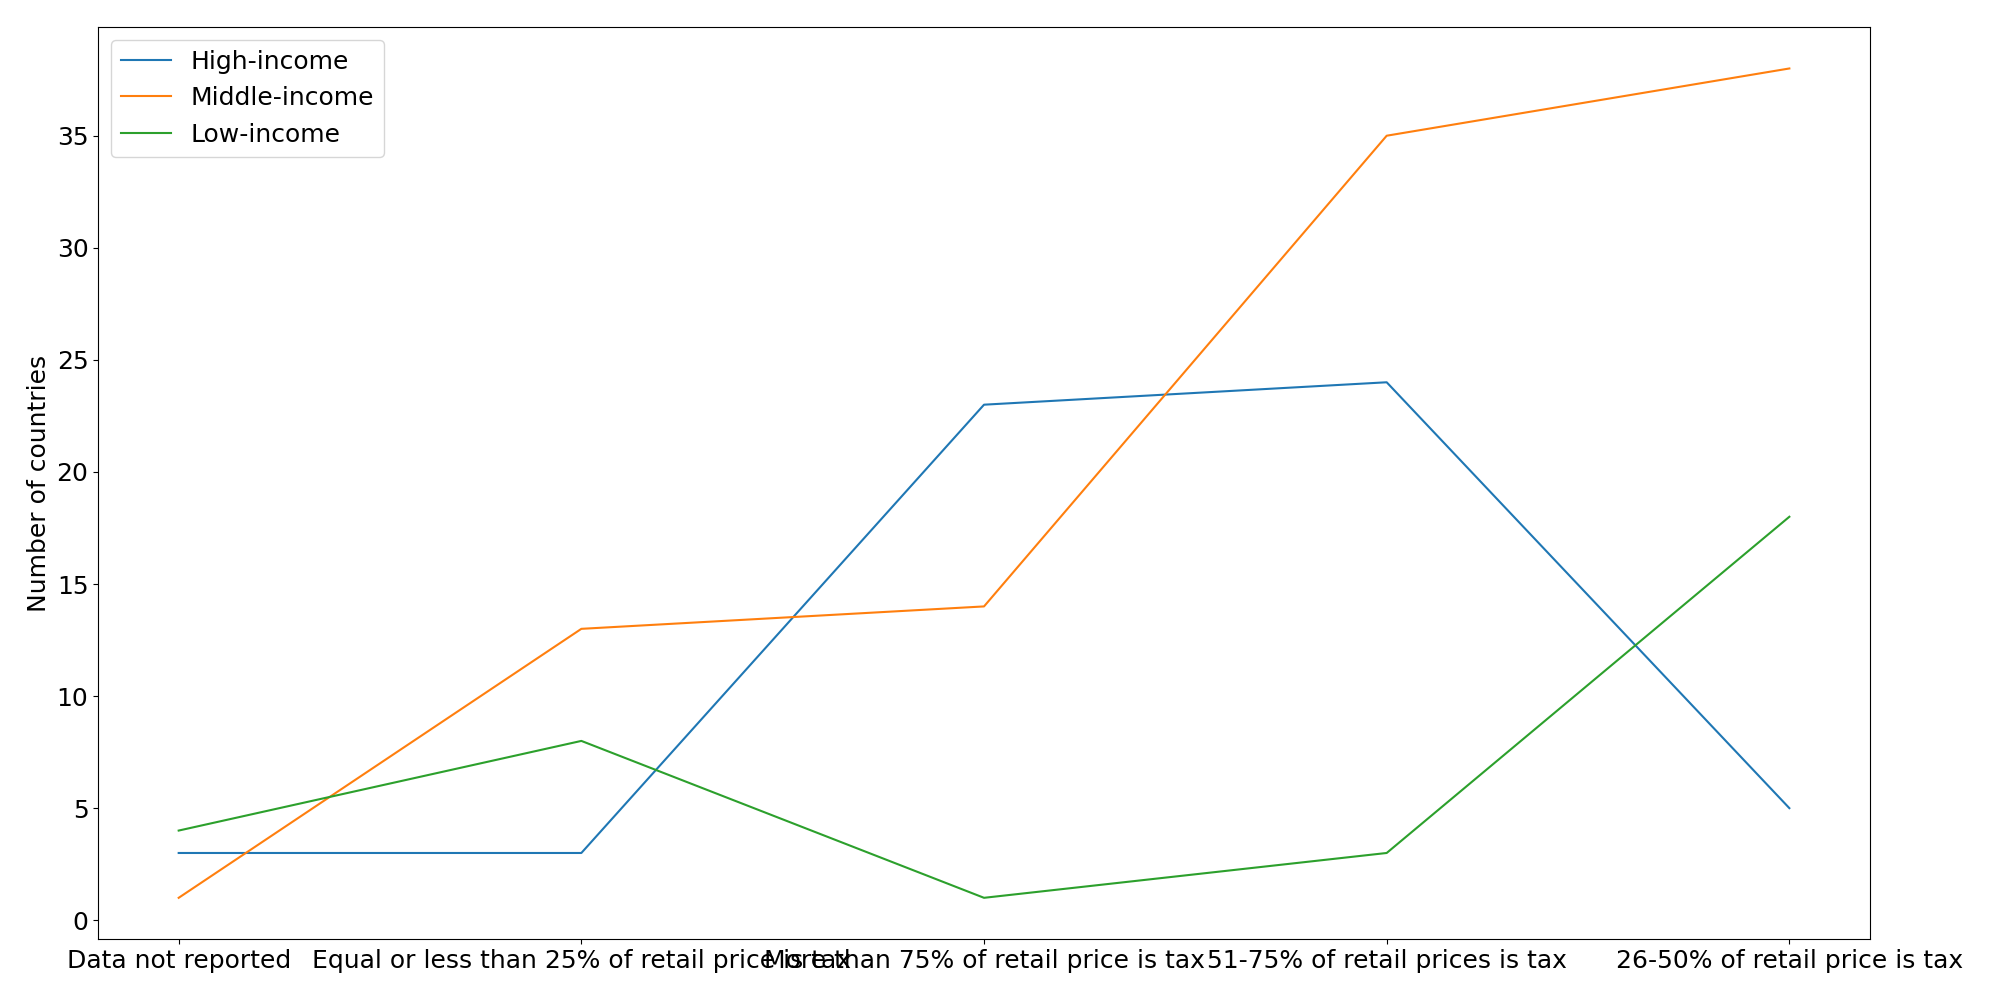 High-income
Middle-income
Low-income
Number of countries
35
30
25
20
15
10
5
0
Data not reported
Equal or less than 25% of retail price is tax
More than 75% of retail price is tax
51-75% of retail prices is tax
26-50% of retail price is tax